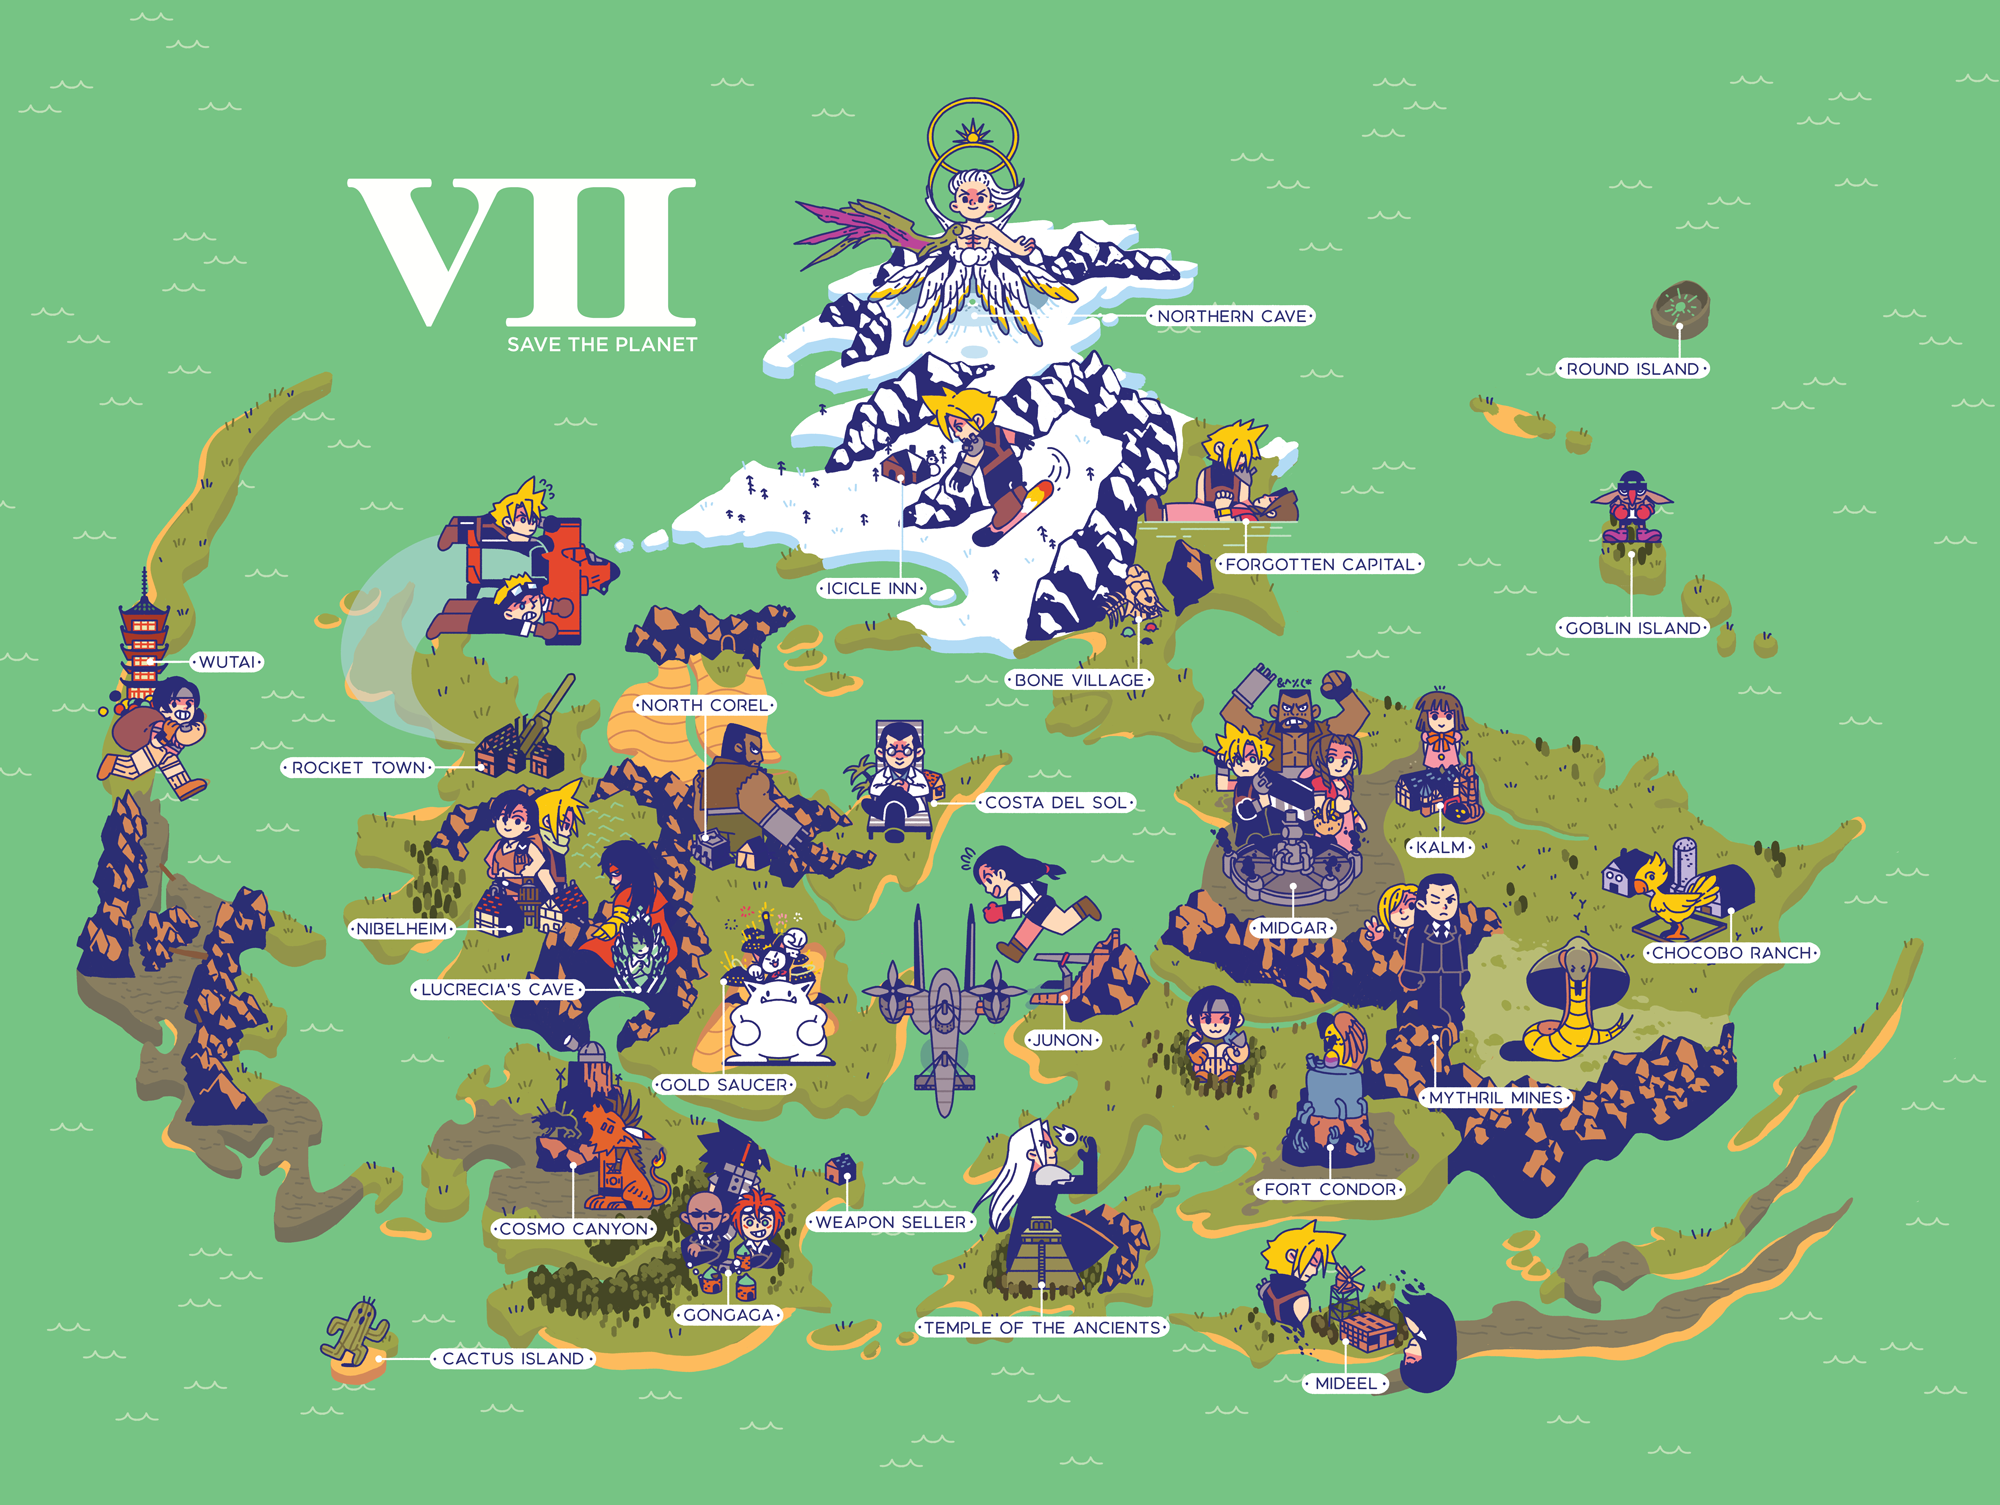 VII
SAVE THE PLANET
NORTHERN CAVE
ROUND ISLAND
FORGOTTEN CAPITAL
ICICLE INN
GOBLIN ISLAND
WUTAI
BONE VILLAGE
&^%(*
NORTH COREL
ROCKET TOWN
COSTA DEL SOL
KALM
NIBELHEIM
MIDGAR
CHOCOBO RANCH
LUCRECIA'S CAVE
JUNON
GOLD SAUCER
MYTHRIL MINES
FORT CONDOR
COSMO CANYON
WEAPON SELLER
GONGAGA
TEMPLE OF THE ANCIENTS
CACTUS ISLAND
MIDEEL